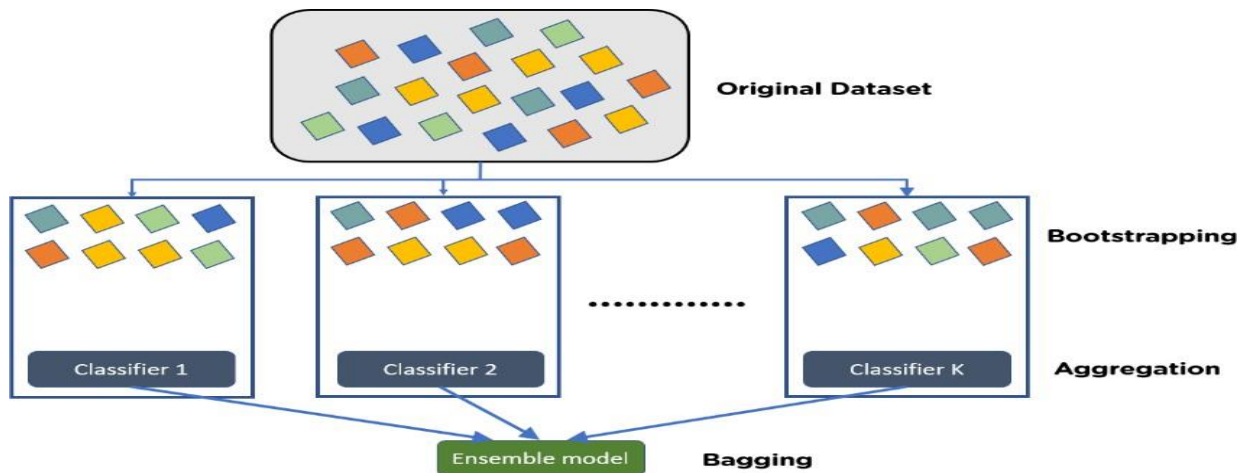 Original Dataset
Bootstrapping
Classifier 1
Classifier 2
Classifier K
Aggregation
Ensemble model
Bagging